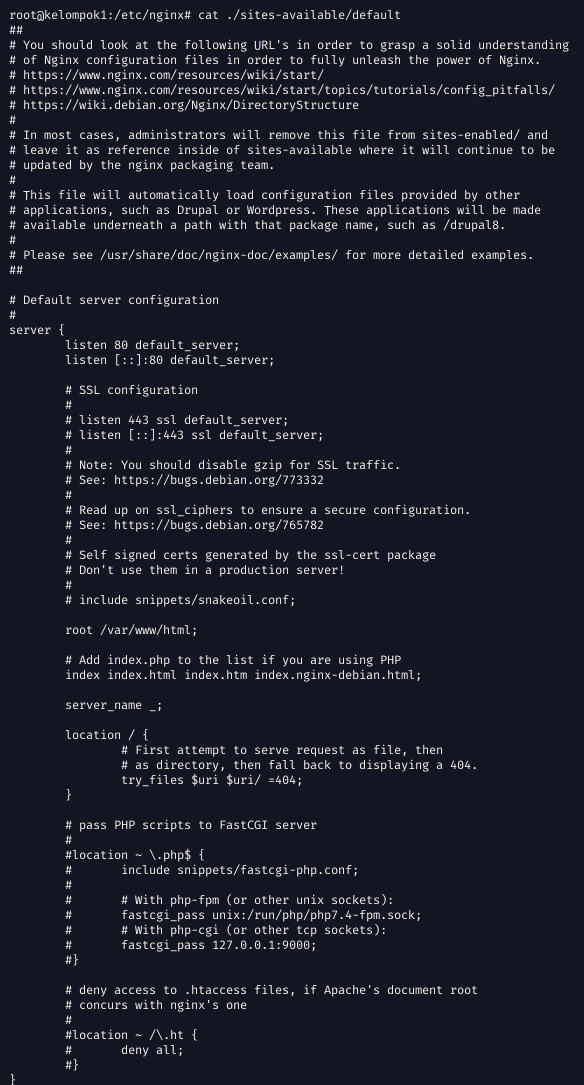 root@kelompok1:/etc/nginx# cat ./sites-available/default
##
# You should look at the following URL's in order to grasp a solid understanding
# of Nginx configuration files in order to fully unleash the power of Nginx.
# https://www.nginx.com/resources/wiki/start/
# https://www.nginx.com/resources/wiki/start/topics/tutorials/config_pitfalls/
# https://wiki.debian.org/Nginx/DirectoryStructure
#
# In most cases, administrators will remove this file from sites-enabled/ and
# leave it as reference inside of sites-available where it will continue to be
# updated by the nginx packaging team.
#
# This file will automatically load configuration files provided by other
# applications, such as Drupal or Wordpress. These applications will be made
# available underneath a path with that package name, such as /drupal8.
#
# Please see /usr/share/doc/nginx-doc/examples/ for more detailed examples.
##

# Default server configuration
#
server {
        listen 80 default_server;
        listen [::]:80 default_server;

        # SSL configuration
        #
        # listen 443 ssl default_server;
        # listen [::]:443 ssl default_server;
        #
        # Note: You should disable gzip for SSL traffic.
        # See: https://bugs.debian.org/773332
        #
        # Read up on ssl_ciphers to ensure a secure configuration.
        # See: https://bugs.debian.org/765782
        #
        # Self signed certs generated by the ssl-cert package
        # Don't use them in a production server!
        #
        # include snippets/snakeoil.conf;

        root /var/www/html;

        # Add index.php to the list if you are using PHP
        index index.html index.htm index.nginx-debian.html;

        server_name _;

        location / {
                # First attempt to serve request as file, then
                # as directory, then fall back to displaying a 404.
                try_files $uri $uri/ =404;
        }

        # pass PHP scripts to FastCGI server
        #
        #location ~ \.php$ {
        #       include snippets/fastcgi-php.conf;
        #
        #       # With php-fpm (or other unix sockets):
        #       fastcgi_pass unix:/run/php/php7.4-fpm.sock;
        #       # With php-cgi (or other tcp sockets):
        #       fastcgi_pass 127.0.0.1:9000;
        #}

        # deny access to .htaccess files, if Apache's document root
        # concurs with nginx's one
        #
        #location ~ /\.ht {
        #       deny all;
        #}
}